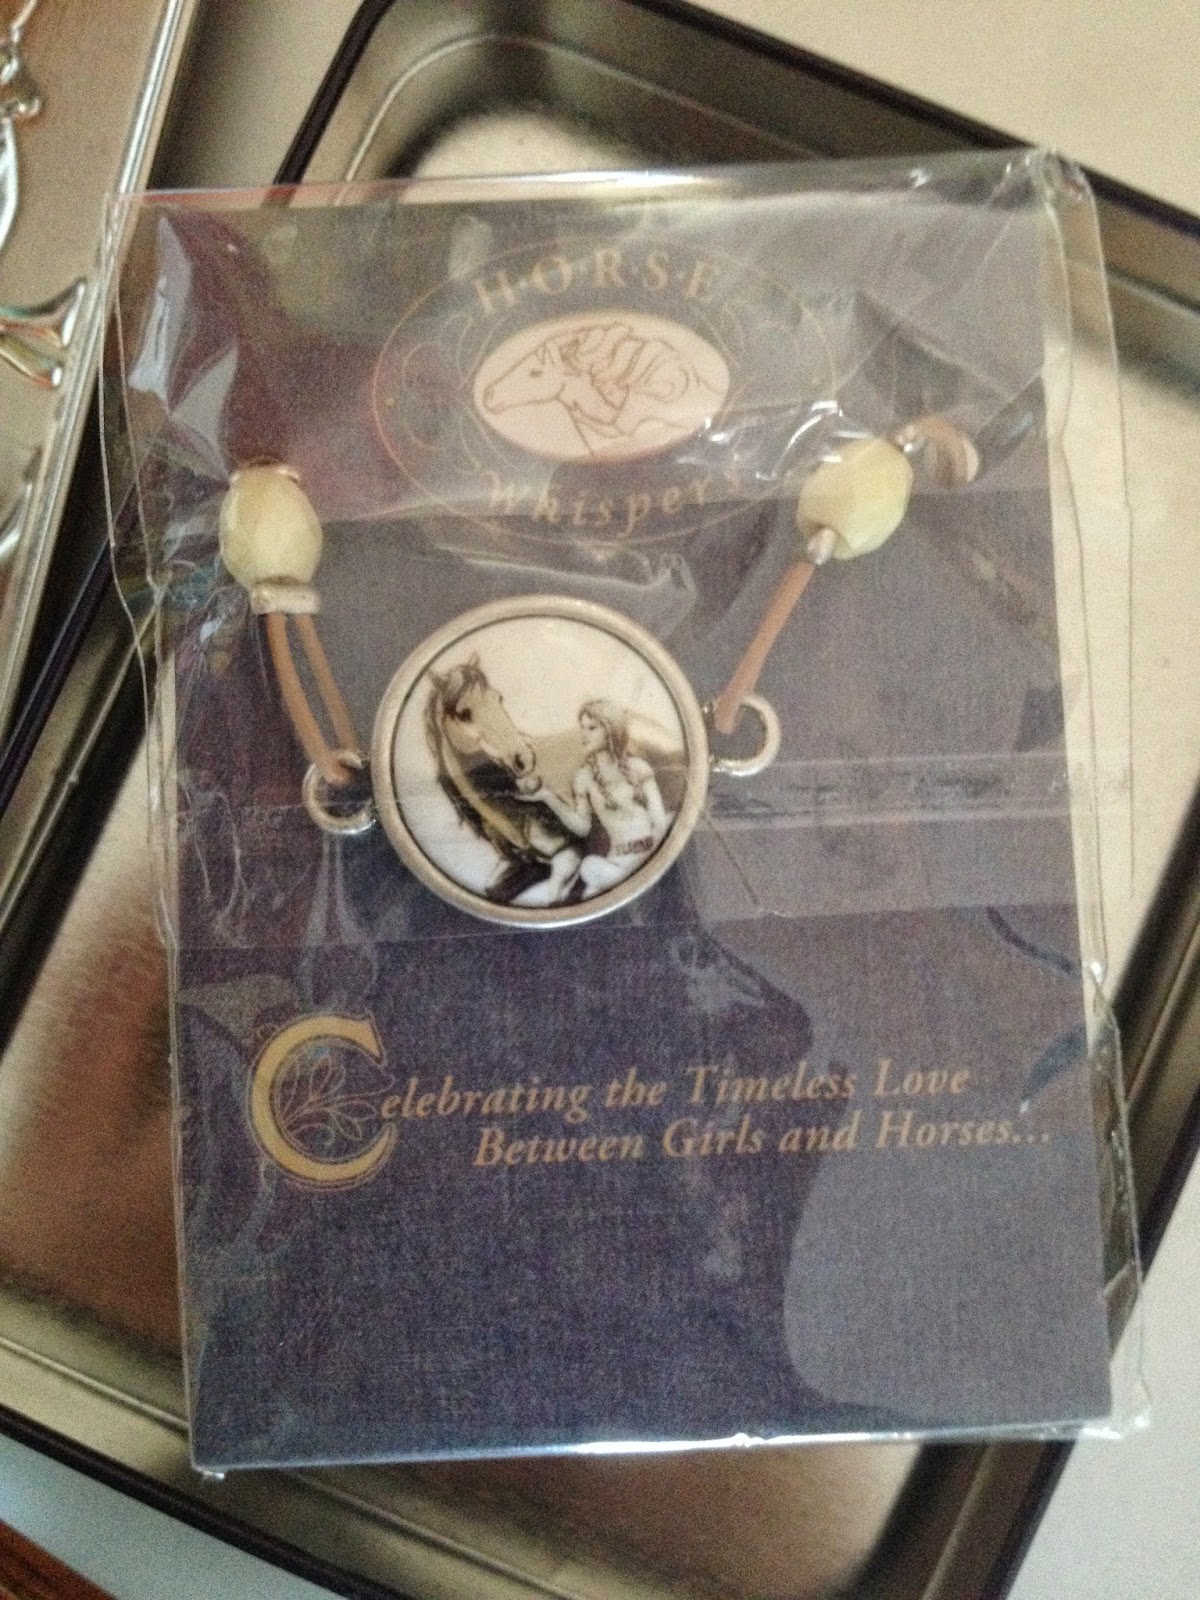 H·O·R·S·E
Whispers
Celebrating the Timeless Love
Between Girls and Horses...